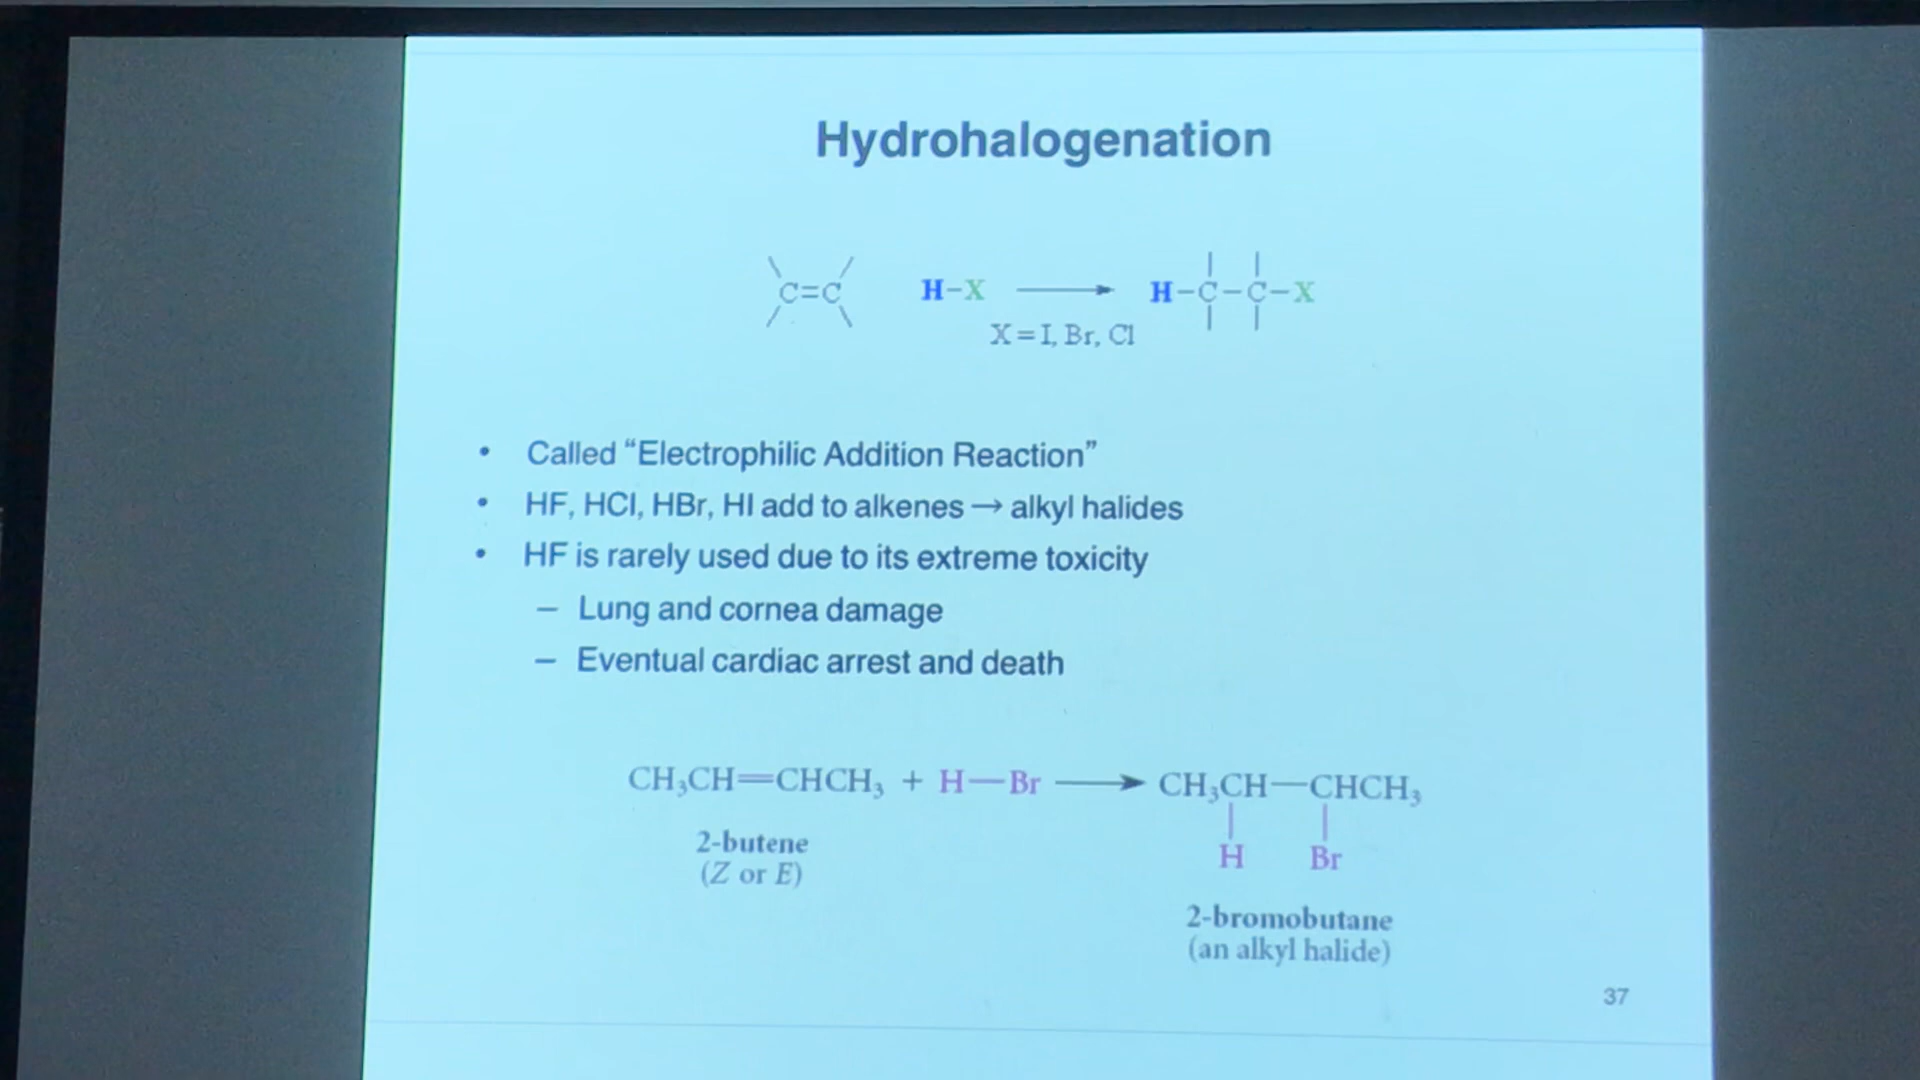 Hydrohalogenation
C=C H-X H-C-C-X
X=I, Br, Cl
• Called “Electrophilic Addition Reaction”
• HF, HCl, HBr, HI add to alkenes → alkyl halides
• HF is rarely used due to its extreme toxicity
– Lung and cornea damage
– Eventual cardiac arrest and death
CH₃CH=CHCH₃ + H—Br ⟶ CH₃CH—CHCH₃
H Br
2-butene
(Z or E)
2-bromobutane
(an alkyl halide)
37